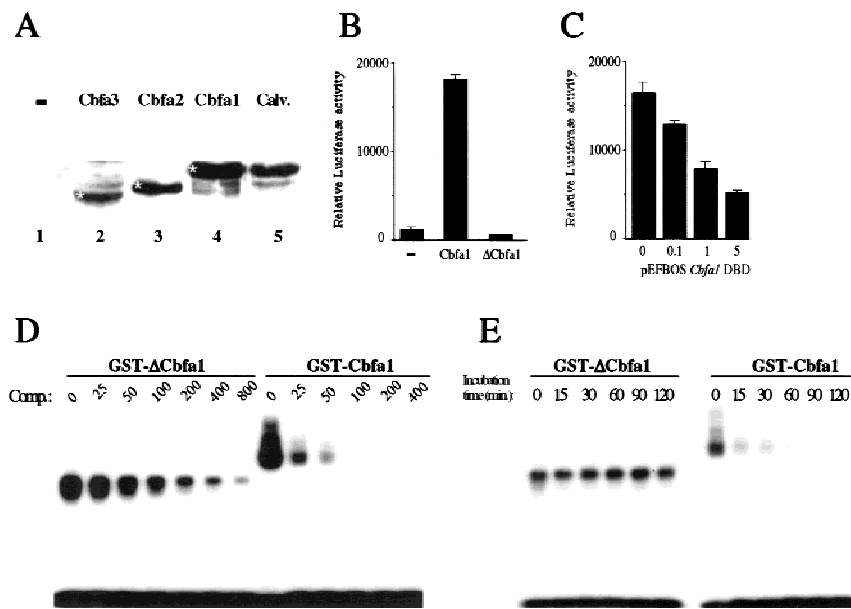 A
- Cbfa3 Cbfa2 Cbfa1 Calv.
* * *
1 2 3 4 5
B
Relative Luciferase activity
20000
10000
0
- Cbfa1 ΔCbfa1
C
Relative Luciferase activity
20000
10000
0
0 0.1 1 5
pEFBOS Cbfa1 DBD
D
GST-ΔCbfa1 GST-Cbfa1
Comp.: 0 25 50 100 200 400 800 0 25 50 100 200 400
E
GST-ΔCbfa1 GST-Cbfa1
Incubation
time (min.): 0 15 30 60 90 120 0 15 30 60 90 120